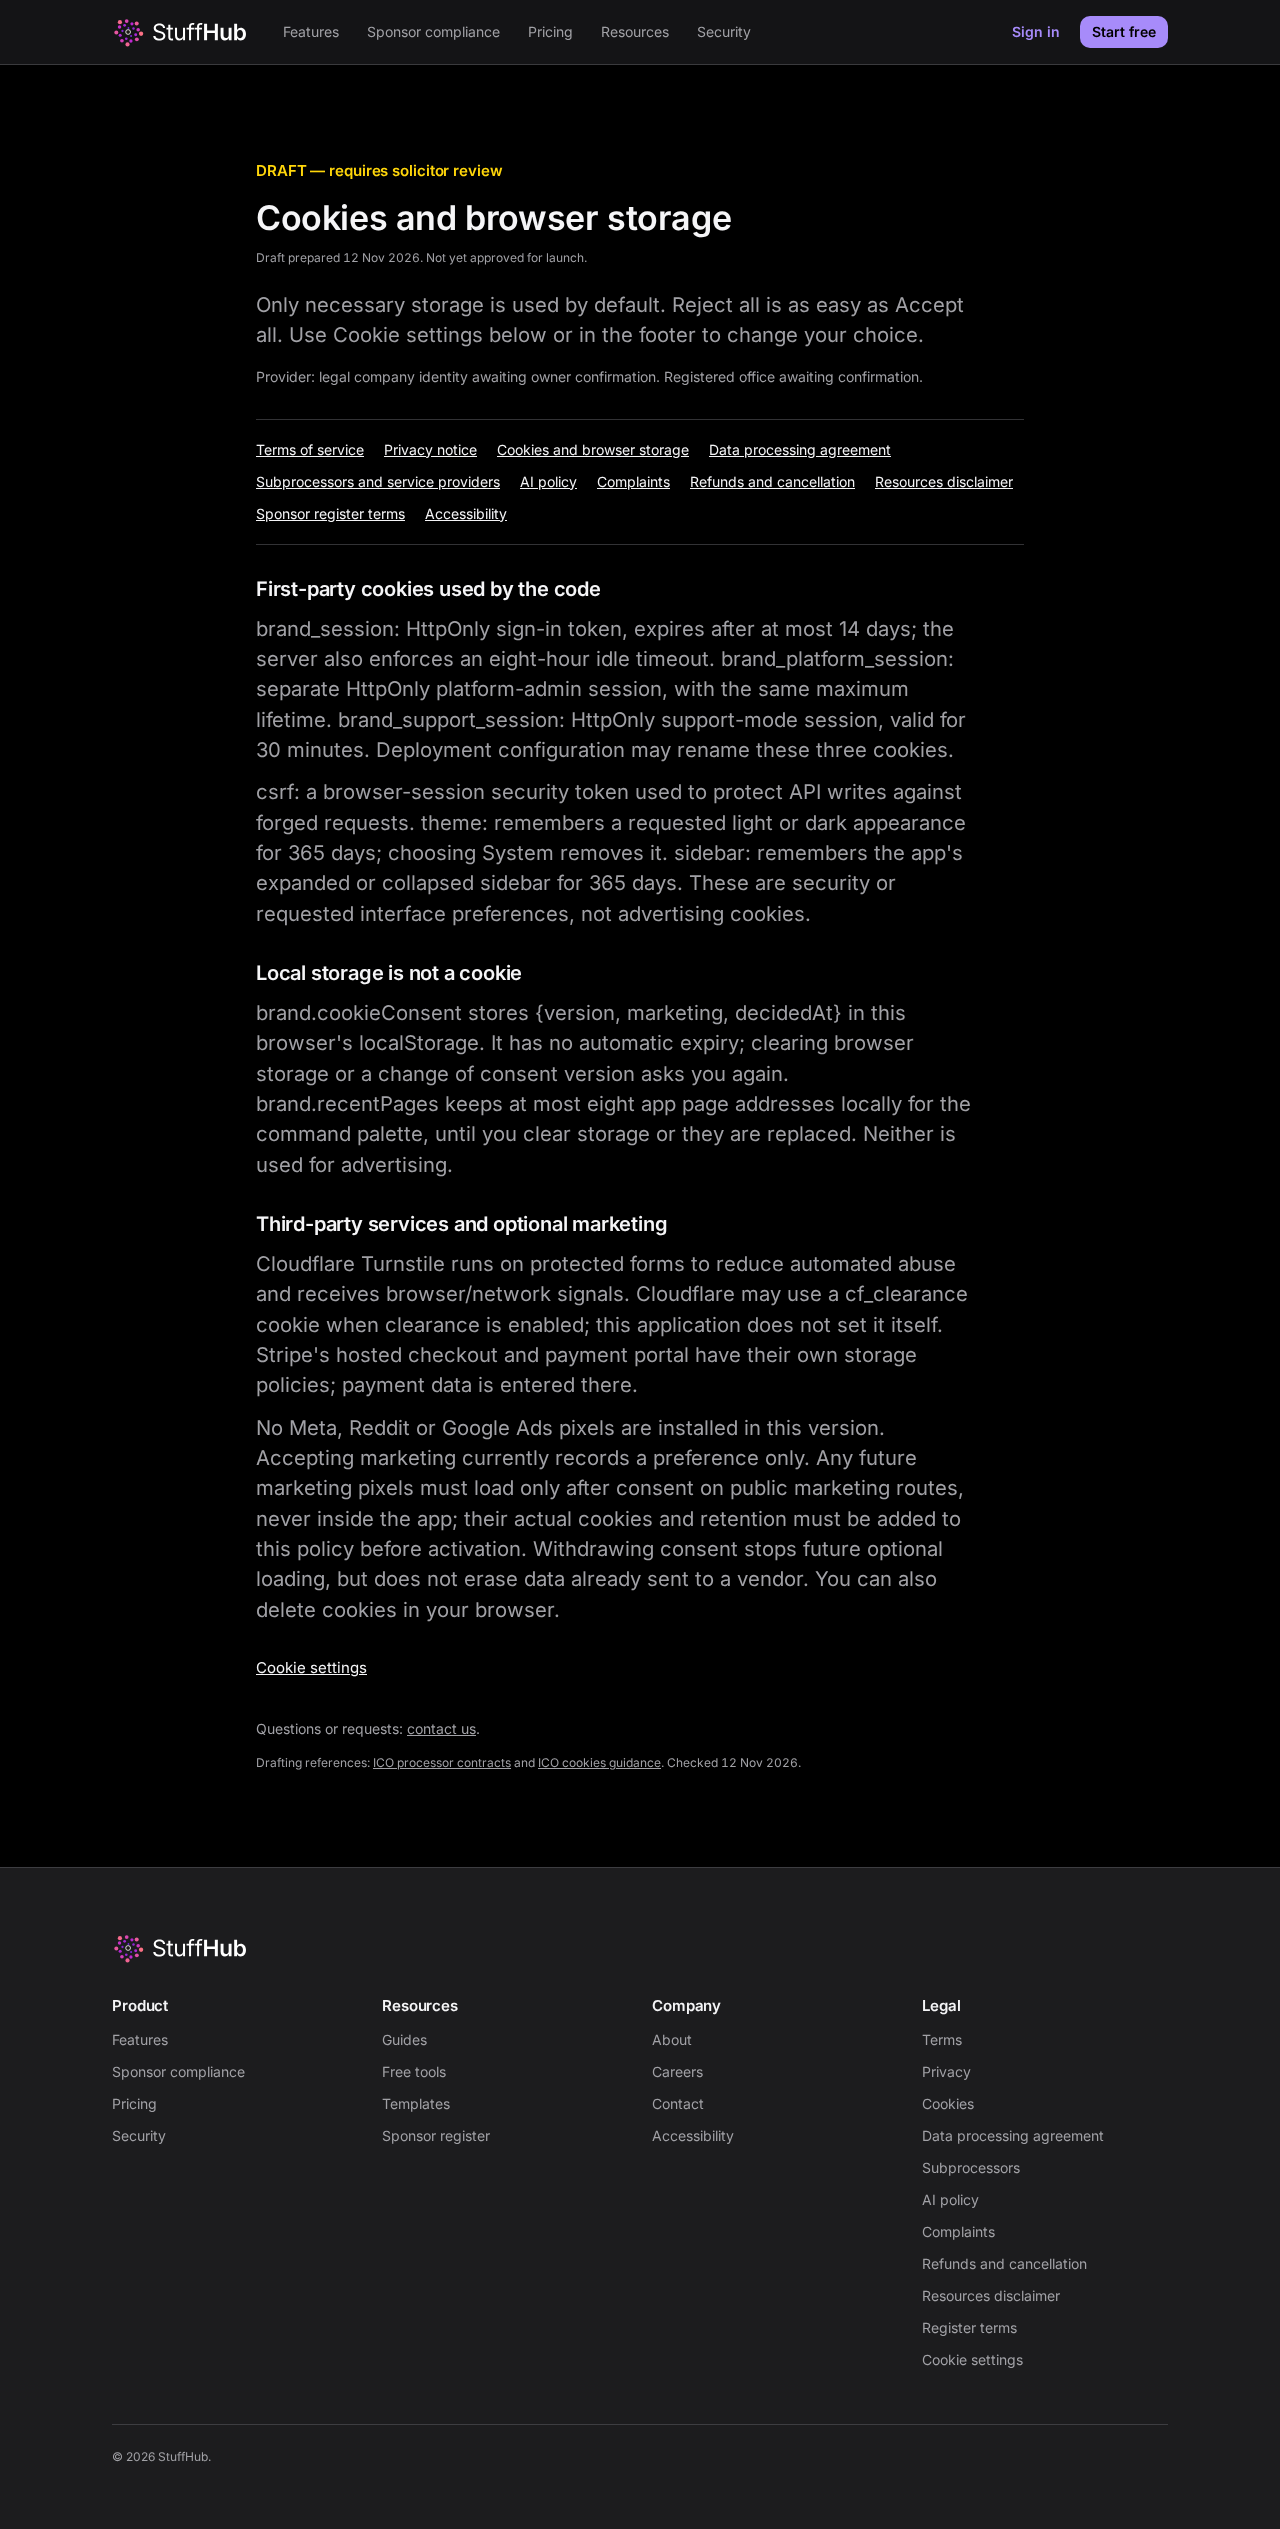 StuffHub
Features
Sponsor compliance
Pricing
Resources
Security
Sign in
Start free
DRAFT — requires solicitor review
Cookies and browser storage
Draft prepared 12 Nov 2026. Not yet approved for launch.
Only necessary storage is used by default. Reject all is as easy as Accept
all. Use Cookie settings below or in the footer to change your choice.
Provider: legal company identity awaiting owner confirmation. Registered office awaiting confirmation.
Terms of service Privacy notice Cookies and browser storage Data processing agreement
Subprocessors and service providers AI policy Complaints Refunds and cancellation Resources disclaimer
Sponsor register terms Accessibility
First-party cookies used by the code
brand_session: HttpOnly sign-in token, expires after at most 14 days; the
server also enforces an eight-hour idle timeout. brand_platform_session:
separate HttpOnly platform-admin session, with the same maximum
lifetime. brand_support_session: HttpOnly support-mode session, valid for
30 minutes. Deployment configuration may rename these three cookies.
csrf: a browser-session security token used to protect API writes against
forged requests. theme: remembers a requested light or dark appearance
for 365 days; choosing System removes it. sidebar: remembers the app's
expanded or collapsed sidebar for 365 days. These are security or
requested interface preferences, not advertising cookies.
Local storage is not a cookie
brand.cookieConsent stores {version, marketing, decidedAt} in this
browser's localStorage. It has no automatic expiry; clearing browser
storage or a change of consent version asks you again.
brand.recentPages keeps at most eight app page addresses locally for the
command palette, until you clear storage or they are replaced. Neither is
used for advertising.
Third-party services and optional marketing
Cloudflare Turnstile runs on protected forms to reduce automated abuse
and receives browser/network signals. Cloudflare may use a cf_clearance
cookie when clearance is enabled; this application does not set it itself.
Stripe's hosted checkout and payment portal have their own storage
policies; payment data is entered there.
No Meta, Reddit or Google Ads pixels are installed in this version.
Accepting marketing currently records a preference only. Any future
marketing pixels must load only after consent on public marketing routes,
never inside the app; their actual cookies and retention must be added to
this policy before activation. Withdrawing consent stops future optional
loading, but does not erase data already sent to a vendor. You can also
delete cookies in your browser.
Cookie settings
Questions or requests: contact us.
Drafting references: ICO processor contracts and ICO cookies guidance. Checked 12 Nov 2026.
StuffHub
Product
Features
Sponsor compliance
Pricing
Security
Resources
Guides
Free tools
Templates
Sponsor register
Company
About
Careers
Contact
Accessibility
Legal
Terms
Privacy
Cookies
Data processing agreement
Subprocessors
AI policy
Complaints
Refunds and cancellation
Resources disclaimer
Register terms
Cookie settings
© 2026 StuffHub.